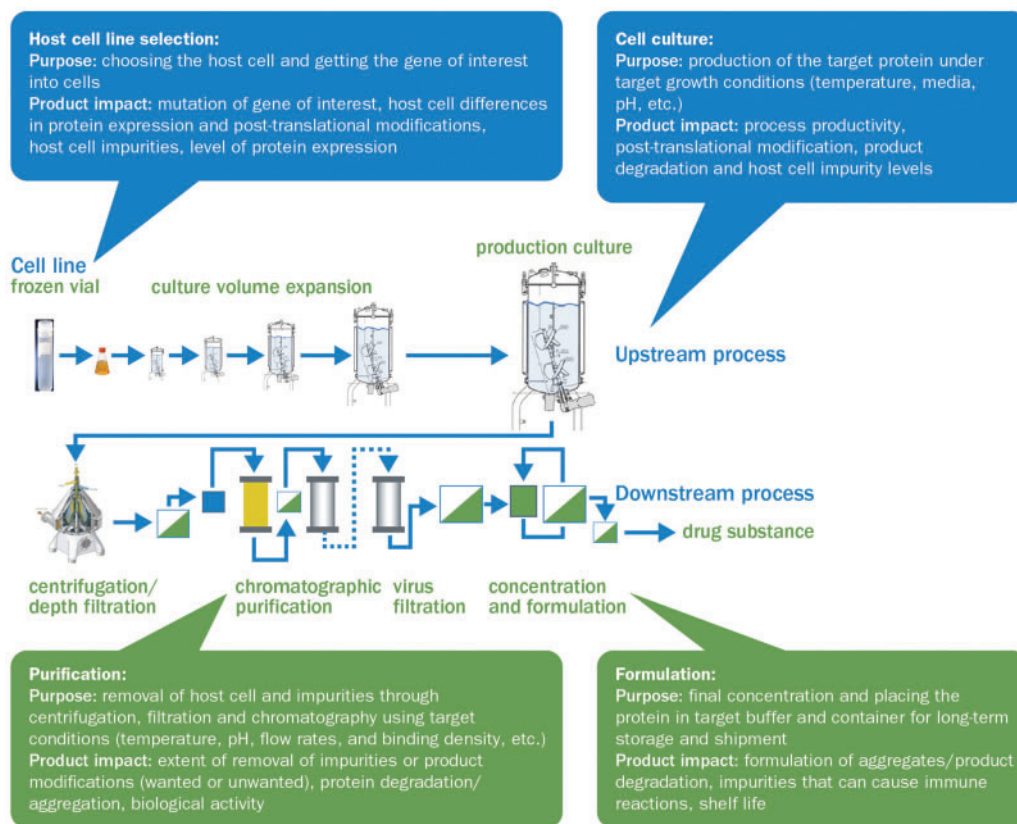 Host cell line selection:
Purpose: choosing the host cell and getting the gene of interest
into cells
Product impact: mutation of gene of interest, host cell differences
in protein expression and post-translational modifications,
host cell impurities, level of protein expression
Cell culture:
Purpose: production of the target protein under
target growth conditions (temperature, media,
pH, etc.)
Product impact: process productivity,
post-translational modification, product
degradation and host cell impurity levels
production culture
Cell line
frozen vial
culture volume expansion
Upstream process
Downstream process
drug substance
centrifugation/
depth filtration
chromatographic
purification
virus
filtration
concentration
and formulation
Purification:
Purpose: removal of host cell and impurities through
centrifugation, filtration and chromatography using target
conditions (temperature, pH, flow rates, and binding density, etc.)
Product impact: extent of removal of impurities or product
modifications (wanted or unwanted), protein degradation/
aggregation, biological activity
Formulation:
Purpose: final concentration and placing the
protein in target buffer and container for long-term
storage and shipment
Product impact: formulation of aggregates/product
degradation, impurities that can cause immune
reactions, shelf life